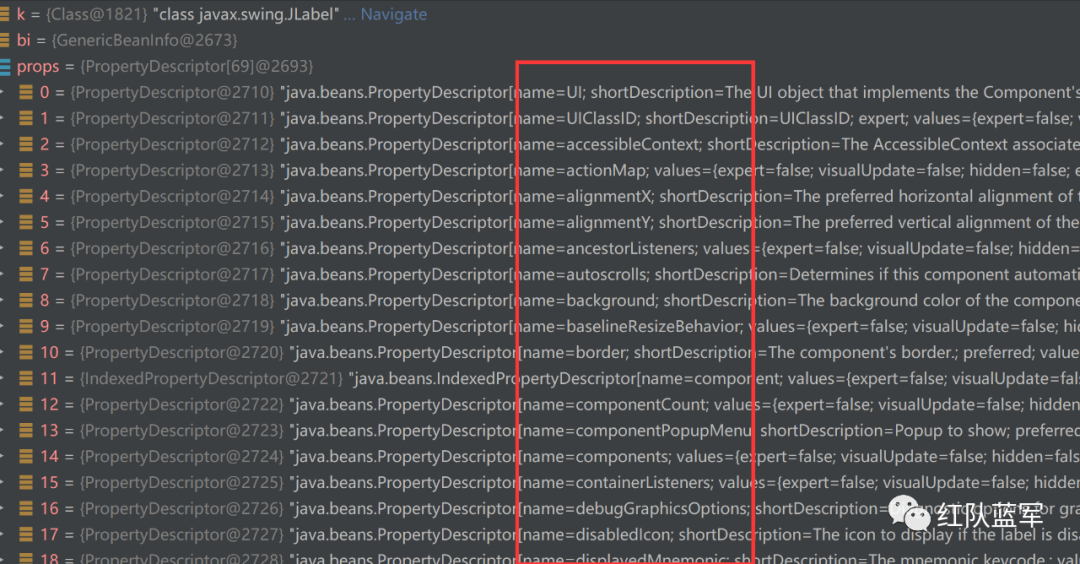 k = {Class@1821} "class javax.swing.JLabel" ... Navigate
bi = {GenericBeanInfo@2673}
props = {PropertyDescriptor[69]@2693}
0 = {PropertyDescriptor@2710} "java.beans.PropertyDescriptor[name=UI; shortDescription=The UI object that implements the Component's
1 = {PropertyDescriptor@2711} "java.beans.PropertyDescriptor[name=UIClassID; shortDescription=UIClassID; expert; values={expert=false;
2 = {PropertyDescriptor@2712} "java.beans.PropertyDescriptor[name=accessibleContext; shortDescription=The AccessibleContext associate
3 = {PropertyDescriptor@2713} "java.beans.PropertyDescriptor[name=actionMap; values={expert=false; visualUpdate=false; hidden=false; e
4 = {PropertyDescriptor@2714} "java.beans.PropertyDescriptor[name=alignmentX; shortDescription=The preferred horizontal alignment of
5 = {PropertyDescriptor@2715} "java.beans.PropertyDescriptor[name=alignmentY; shortDescription=The preferred vertical alignment of the
6 = {PropertyDescriptor@2716} "java.beans.PropertyDescriptor[name=ancestorListeners; values={expert=false; visualUpdate=false; hidden=
7 = {PropertyDescriptor@2717} "java.beans.PropertyDescriptor[name=autoscrolls; shortDescription=Determines if this component automati
8 = {PropertyDescriptor@2718} "java.beans.PropertyDescriptor[name=background; shortDescription=The background color of the compone
9 = {PropertyDescriptor@2719} "java.beans.PropertyDescriptor[name=baselineResizeBehavior; values={expert=false; visualUpdate=false; hid
10 = {PropertyDescriptor@2720} "java.beans.PropertyDescriptor[name=border; shortDescription=The component's border.; preferred; value
11 = {IndexedPropertyDescriptor@2721} "java.beans.IndexedPropertyDescriptor[name=component; values={expert=false; visualUpdate=fals
12 = {PropertyDescriptor@2722} "java.beans.PropertyDescriptor[name=componentCount; values={expert=false; visualUpdate=false; hidden
13 = {PropertyDescriptor@2723} "java.beans.PropertyDescriptor[name=componentPopupMenu; shortDescription=Popup to show; preferred
14 = {PropertyDescriptor@2724} "java.beans.PropertyDescriptor[name=components; values={expert=false; visualUpdate=false; hidden=fals
15 = {PropertyDescriptor@2725} "java.beans.PropertyDescriptor[name=containerListeners; values={expert=false; visualUpdate=false; hidden
16 = {PropertyDescriptor@2726} "java.beans.PropertyDescriptor[name=debugGraphicsOptions; shortDescription= for gra
17 = {PropertyDescriptor@2727} "java.beans.PropertyDescriptor[name=disabledIcon; shortDescription=The icon to display if the label is disa
18 = {PropertyDescriptor@2728} "java.beans.PropertyDescriptor[name=displayedMnemonic; shortDescription=The mnemonic keycode.; val
红队蓝军